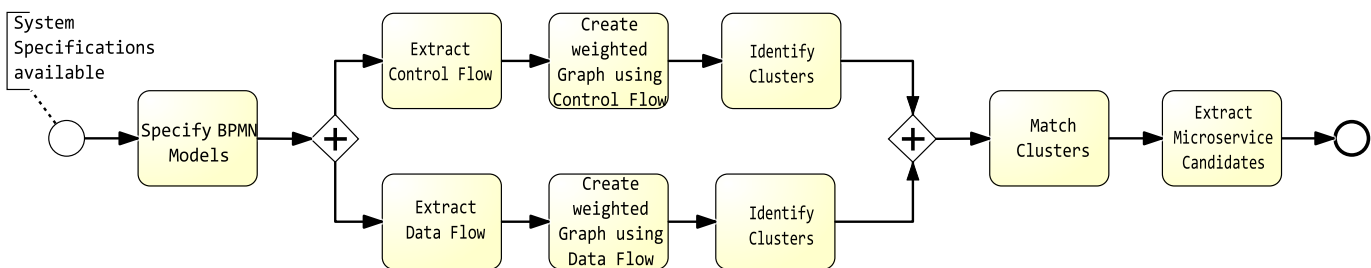 System
Specifications
available
Specify BPMN
Models
Extract
Control Flow
Create
weighted
Graph using
Control Flow
Identify
Clusters
Extract
Data Flow
Create
weighted
Graph using
Data Flow
Identify
Clusters
Match
Clusters
Extract
Microservice
Candidates